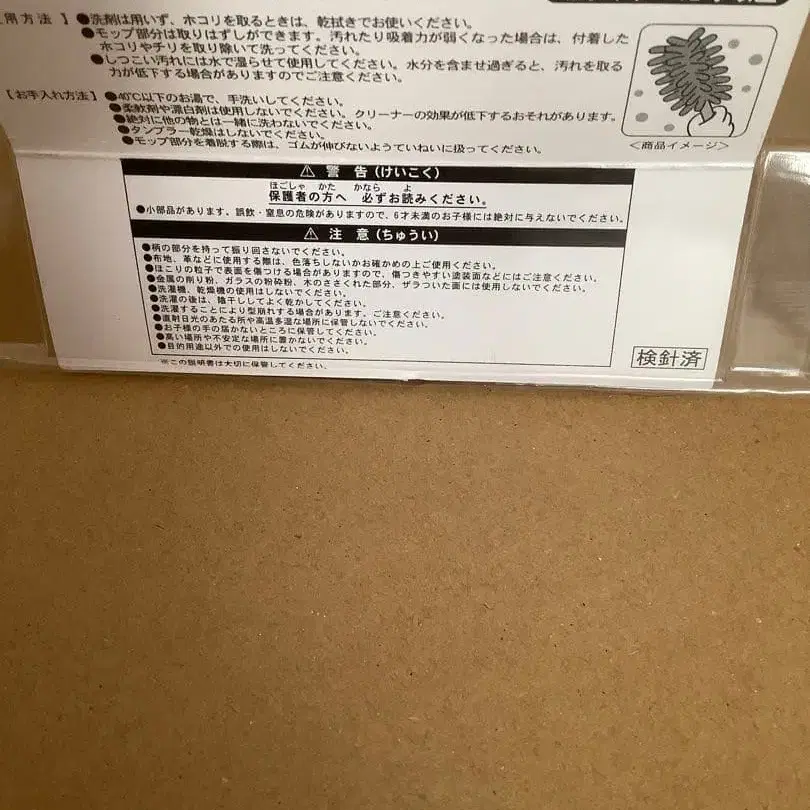 用方法】●洗剤は用いず、ホコリを取るときは、乾拭きでお使いください。
●モップ部分は取りはずしができます。汚れたり吸着力が弱くなった場合は、付着した
ホコリやチリを取り除いて洗ってください。
●しつこい汚れには水で湿らせて使用してください。水分を含ませ過ぎると、汚れを取る
力が低下する場合がありますのでご注意ください。
【お手入れ方法】●40℃以下のお湯で、手洗いしてください。
●柔軟剤や漂白剤は使用しないでください。クリーナーの効果が低下するおそれがあります。
●絶対に他の物とは一緒に洗わないでください。
●タンブラー乾燥はしないでください。
●モップ部分を着脱する際は、ゴムが伸びないようていねいに扱ってください。
＜商品イメージ＞
⚠ 警 告（けいこく）
ほごしゃ かた かなら よ
保護者の方へ 必ずお読みください。
●小部品があります。誤飲・窒息の危険がありますので、6才未満のお子様には絶対に与えないでください。
⚠ 注 意（ちゅうい）
●柄の部分を持って振り回さないでください。
●布地、革などに使用する際は、色落ちしないかお確かめの上ご使用ください。
●ほこりの粒子で表面を傷つける場合がありますので、傷つきやすい塗装面などにはご注意ください。
●金属の削り粉、ガラスの粉砕粉、木のささくれた部分、ザラついた面には使用しないでください。
●洗濯機、乾燥機の使用はしないでください。
●洗濯の後は、陰干ししてよく乾かしてください。
●洗濯することにより型崩れする場合があります。ご注意ください。
●直射日光のあたる所や高温多湿な場所に保管しないでください。
●お子様の手の届かないところに保管してください。
●高い場所や不安定な場所に置かないでください。
●目的用途以外での使用はしないでください。
※この説明書は大切に保管してください。
検針済